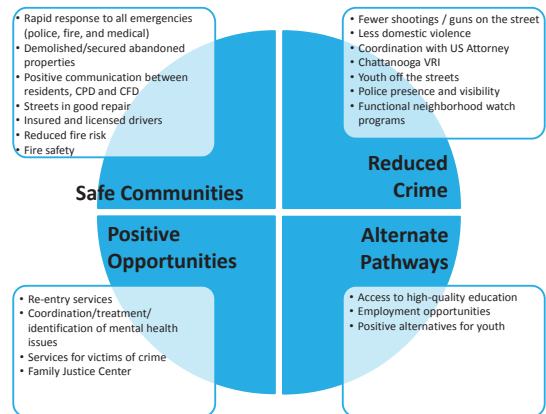 • Rapid response to all emergencies
(police, fire, and medical)
• Demolished/secured abandoned
properties
• Positive communication between
residents, CPD and CFD
• Streets in good repair
• Insured and licensed drivers
• Reduced fire risk
• Fire safety
Safe Communities
• Fewer shootings / guns on the street
• Less domestic violence
• Coordination with US Attorney
• Chattanooga VRI
• Youth off the streets
• Police presence and visibility
• Functional neighborhood watch
programs
Reduced
Crime
Positive
Opportunities
• Re-entry services
• Coordination/treatment/
identification of mental health
issues
• Services for victims of crime
• Family Justice Center
Alternate
Pathways
• Access to high-quality education
• Employment opportunities
• Positive alternatives for youth